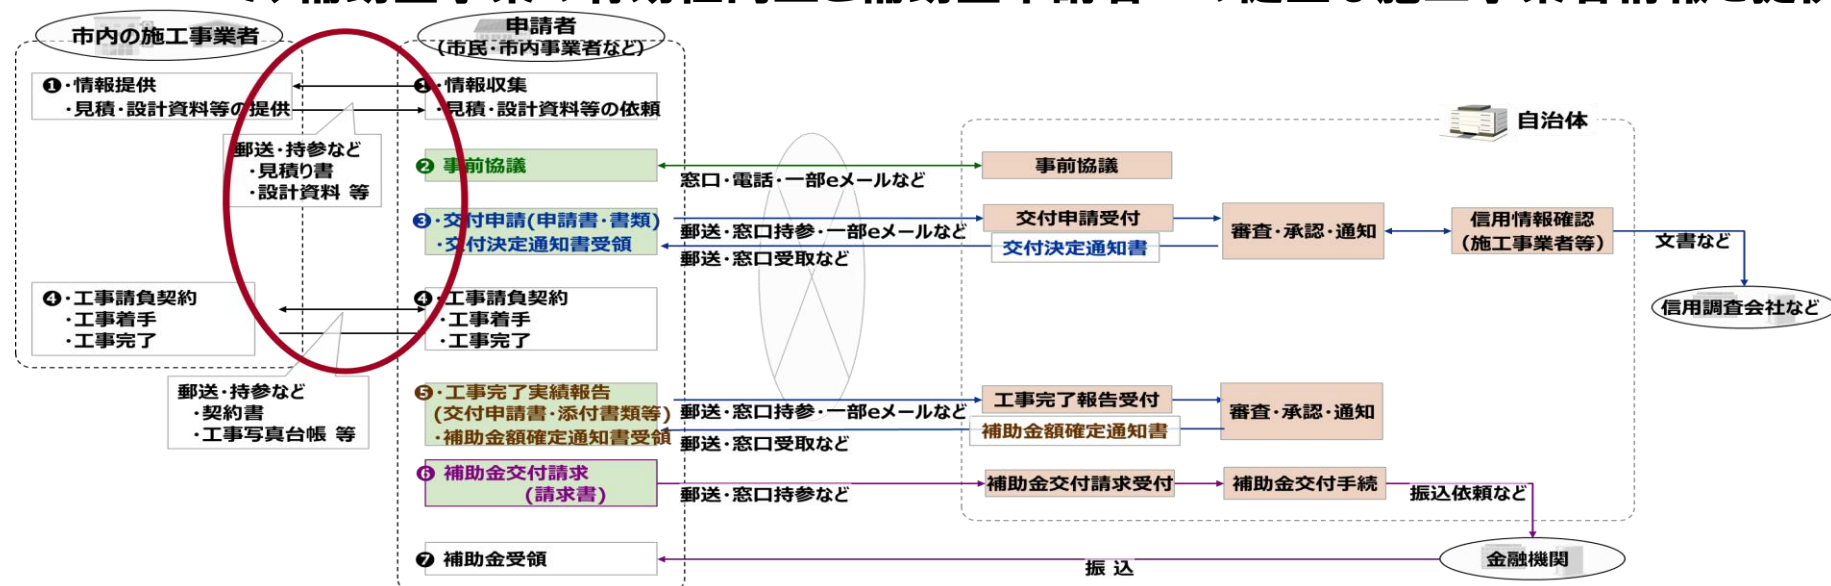 市内の施工事業者
申請者
(市民・市内事業者など)
自治体
❶・情報提供
・見積・設計資料等の提供
❶・情報収集
・見積・設計資料等の依頼
郵送・持参など
・見積り書
・設計資料 等
❷ 事前協議
窓口・電話・一部eメールなど
事前協議
❸・交付申請(申請書・書類)
・交付決定通知書受領
郵送・窓口持参・一部eメールなど
郵送・窓口受取など
交付申請受付
交付決定通知書
審査・承認・通知
信用情報確認
(施工事業者等)
文書など
信用調査会社など
❹・工事請負契約
・工事着手
・工事完了
❹・工事請負契約
・工事着手
・工事完了
郵送・持参など
・契約書
・工事写真台帳 等
❺・工事完了実績報告
(交付申請書・添付書類等)
・補助金額確定通知書受領
郵送・窓口持参・一部eメールなど
郵送・窓口受取など
工事完了報告受付
補助金額確定通知書
審査・承認・通知
❻ 補助金交付請求
(請求書)
郵送・窓口持参など
補助金交付請求受付
補助金交付手続
振込依頼など
❼ 補助金受領
振 込
金融機関